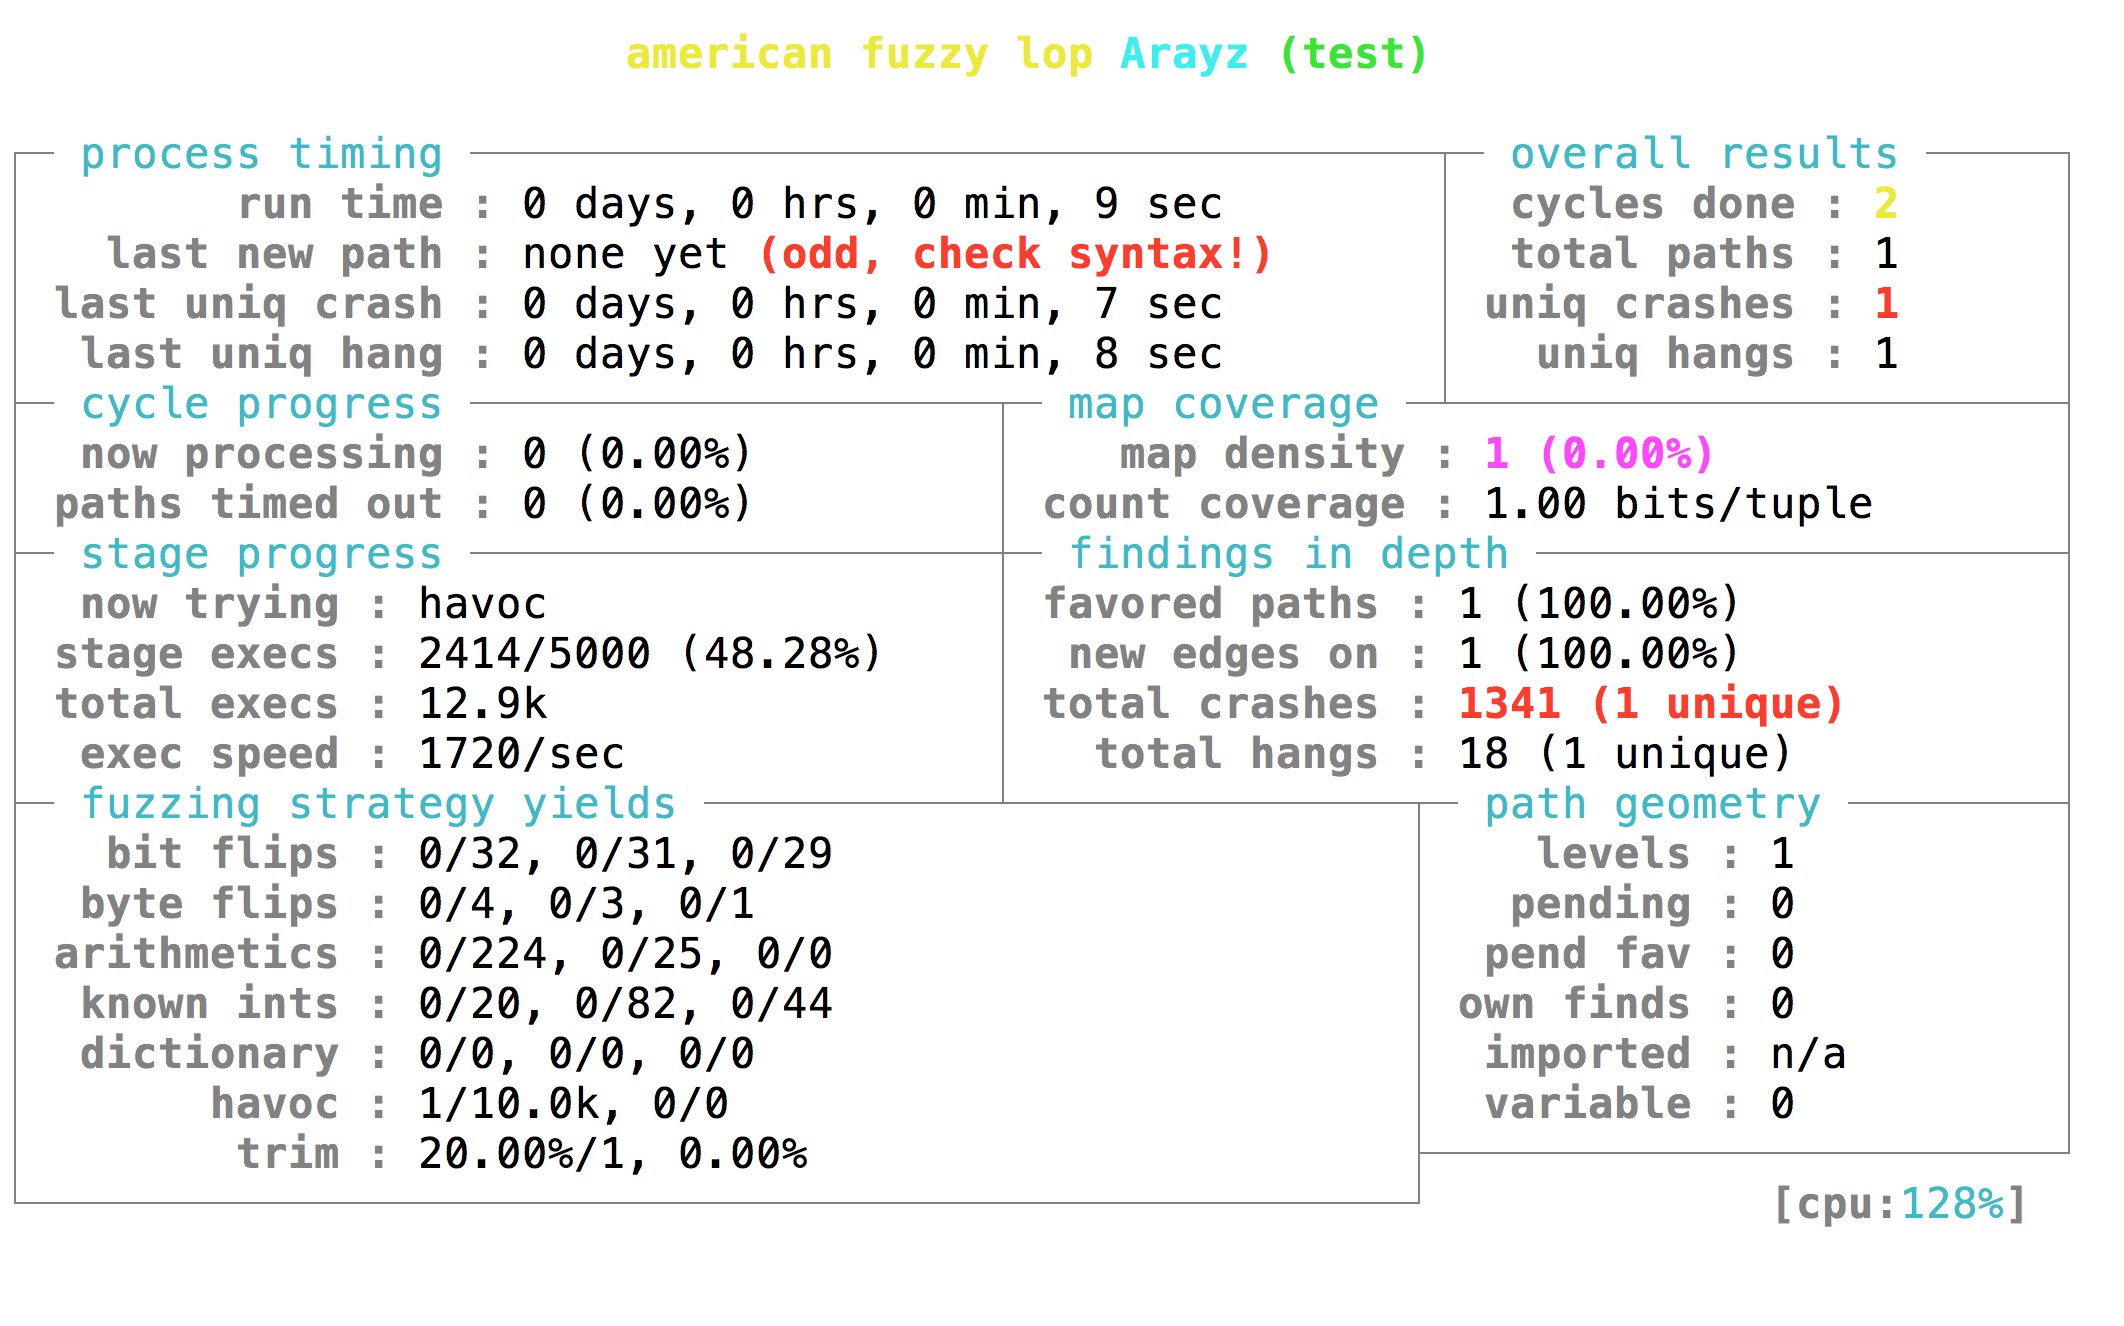 american fuzzy lop Arayz (test)
process timing
run time : 0 days, 0 hrs, 0 min, 9 sec
last new path : none yet (odd, check syntax!)
last uniq crash : 0 days, 0 hrs, 0 min, 7 sec
last uniq hang : 0 days, 0 hrs, 0 min, 8 sec
overall results
cycles done : 2
total paths : 1
uniq crashes : 1
uniq hangs : 1
cycle progress
now processing : 0 (0.00%)
paths timed out : 0 (0.00%)
map coverage
map density : 1 (0.00%)
count coverage : 1.00 bits/tuple
stage progress
now trying : havoc
stage execs : 2414/5000 (48.28%)
total execs : 12.9k
exec speed : 1720/sec
findings in depth
favored paths : 1 (100.00%)
new edges on : 1 (100.00%)
total crashes : 1341 (1 unique)
total hangs : 18 (1 unique)
fuzzing strategy yields
bit flips : 0/32, 0/31, 0/29
byte flips : 0/4, 0/3, 0/1
arithmetics : 0/224, 0/25, 0/0
known ints : 0/20, 0/82, 0/44
dictionary : 0/0, 0/0, 0/0
havoc : 1/10.0k, 0/0
trim : 20.00%/1, 0.00%
path geometry
levels : 1
pending : 0
pend fav : 0
own finds : 0
imported : n/a
variable : 0
[cpu:128%]